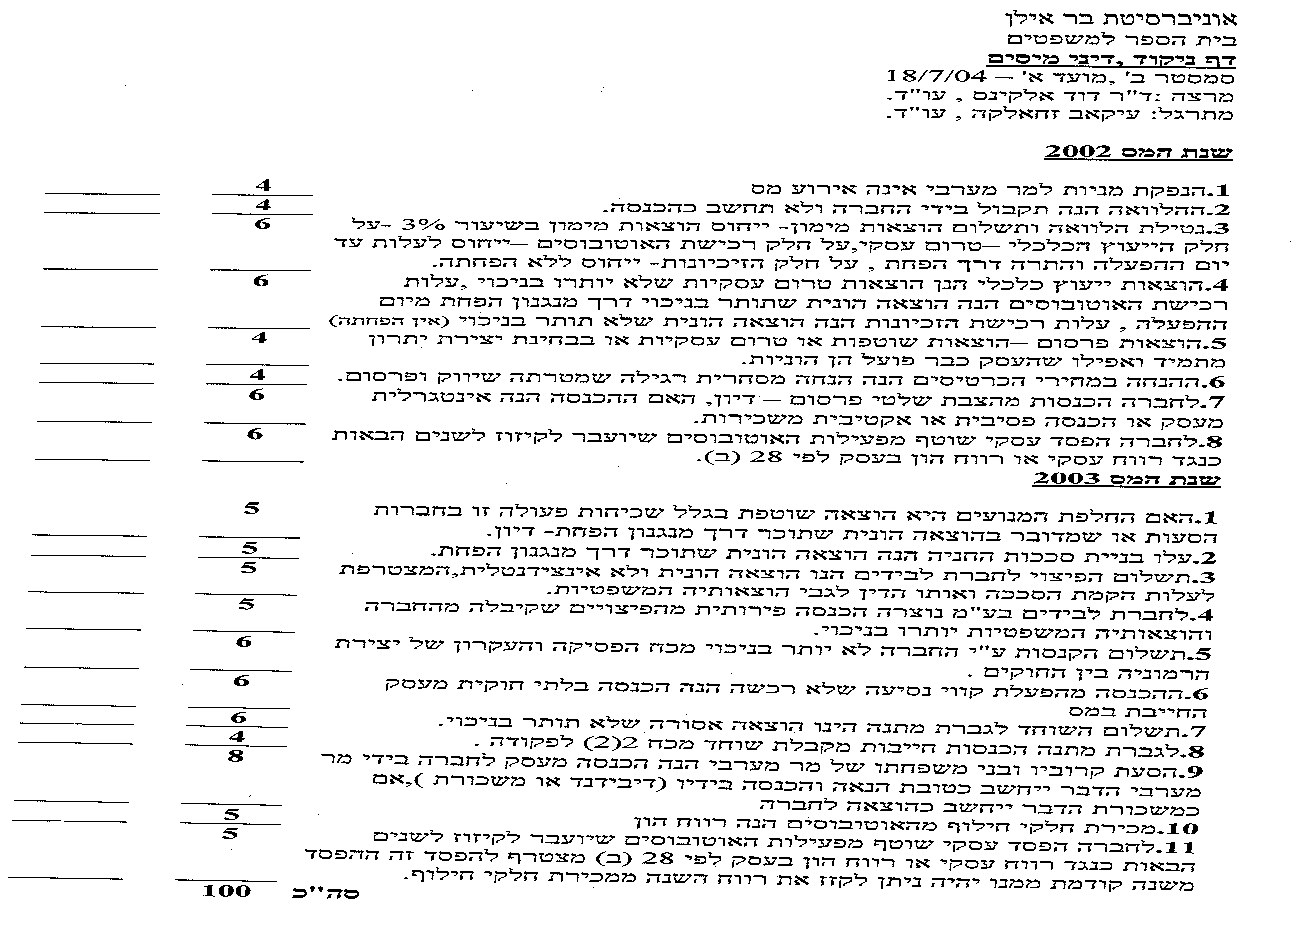 אוניברסיטת בר אילן
בית הספר למשפטים
דף ניקוד ,דיני מיסים
סמסטר ב' ,מועד א' – 18/7/04
מרצה :ד"ר דוד אלקינס , עו"ד.
מתרגל: עיקאב זחאלקה , עו"ד.
שנת המס 2002
1.הנפקת מניות למר מערבי אינה אירוע מס 4
2.ההלוואה הנה תקבול בידי החברה ולא תחשב כהכנסה. 4
3.נטילת הלוואה ותשלום הוצאות מימון- ייחוס הוצאות מימון בשיעור 3% -על 6
חלק הייעוץ הכלכלי –טרום עסקי,על חלק רכישת האוטובוסים –ייחוס לעלות עד
יום ההפעלה והתרה דרך הפחת , על חלק הזיכיונות- ייחוס ללא הפחתה.
4.הוצאות ייעוץ כלכלי הנן הוצאות טרום עסקיות שלא יותרו בניכוי ,עלות 6
רכישת האוטובוסים הנה הוצאה הונית שתותר בניכוי דרך מנגנון הפחת מיום
ההפעלה , עלות רכישת הזכיונות הנה הוצאה הונית שלא תותר בניכוי (אין הפחתה)
5.הוצאות פרסום –הוצאות שוטפות או טרום עסקיות או בבחינת יצירת יתרון 4
מתמיד ואפילו שהעסק כבר פועל הן הוניות.
6.ההנחה במחירי הכרטיסים הנה הנחה מסחרית רגילה שמטרתה שיווק ופרסום. 4
7.לחברה הכנסות מהצבת שלטי פרסום – דיון, האם ההכנסה הנה אינטגרלית 6
מעסק או הכנסה פסיבית או אקטיבית משכירות.
8.לחברה הפסד עסקי שוטף מפעילות האוטובוסים שיועבר לקיזוז לשנים הבאות 6
כנגד רווח עסקי או רווח הון בעסק לפי 28 (ב).
שנת המס 2003
1.האם החלפת המנועים היא הוצאה שוטפת בגלל שכיחות פעולה זו בחברות 5
הסעות או שמדובר בהוצאה הונית שתוכר דרך מנגנון הפחת- דיון.
2.עלו בניית סככות החניה הנה הוצאה הונית שתוכר דרך מנגנון הפחת. 5
3.תשלום הפיצוי לחברת לבידים הנו הוצאה הונית ולא אינצידנטלית,המצטרפת 5
לעלות הקמת הסככה ואותו הדין לגבי הוצאותיה המשפטיות.
4.לחברת לבידים בע"מ נוצרה הכנסה פירותית מהפיצויים שקיבלה מהחברה 5
והוצאותיה המשפטיות יותרו בניכוי.
5.תשלום הקנסות ע"י החברה לא יותר בניכוי מכח הפסיקה והעקרון של יצירת 6
הרמוניה בין החוקים .
6.ההכנסה מהפעלת קווי נסיעה שלא רכשה הנה הכנסה בלתי חוקית מעסק 6
החייבת במס
7.תשלום השוחד לגברת מתנה הינו הוצאה אסורה שלא תותר בניכוי. 6
8.לגברת מתנה הכנסות חייבות מקבלת שוחד מכח 2(2) לפקודה . 4
9.הסעת קרוביו ובני משפחתו של מר מערבי הנה הכנסה מעסק לחברה בידי מר 8
מערבי הדבר ייחשב כטובת הנאה והכנסה בידיו (דיבידנד או משכורת ),אם
כמשכורת הדבר ייחשב כהוצאה לחברה
10.מכירת חלקי חילוף מהאוטובוסים הנה רווח הון 5
11.לחברה הפסד עסקי שוטף מפעילות האוטובוסים שיועבר לקיזוז לשנים 5
הבאות כנגד רווח עסקי או רווח הון בעסק לפי 28 (ב) מצטרף להפסד זה ההפסד
משנה קודמת ממנו יהיה ניתן לקזז את רווח השנה ממכירת חלקי חילוף.
סה"כ 100